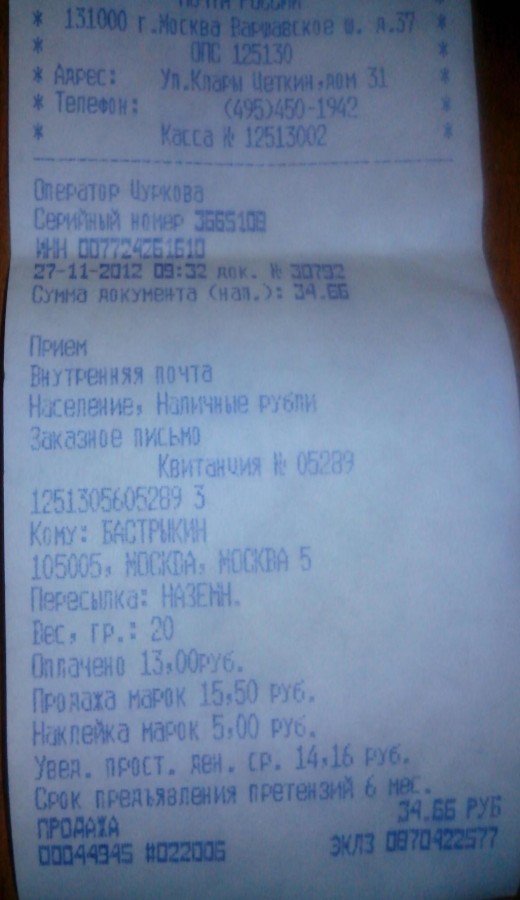 ПОЧТА РОССИИ
* 131000 г.Москва Варшавское ш. д.37 *
* ОПС 125130 *
* Адрес: Ул.Клары Цеткин,дом 31 *
* Телефон: (495)450-1942 *
* Касса № 12513002 *
Оператор Чуркова
Серийный номер 3665108
ИНН 007724261610
27-11-2012 09:32 док. № 30792
Сумма документа (нал.): 34.66
Прием
Внутренняя почта
Население, Наличные рубли
Заказное письмо
Квитанция № 05289
1251305605289 3
Кому: БАСТРЫКИН
105005, МОСКВА, МОСКВА 5
Пересылка: НАЗЕМН.
Вес, гр.: 20
Оплачено 13,00руб.
Продажа марок 15,50 руб.
Наклейка марок 5,00 руб.
Увед. прост. ден. ср. 14,16 руб.
Срок предъявления претензий 6 мес.
34.66 РУБ
ПРОДАЖА
00044945 #022006 ЭКЛЗ 0870422577